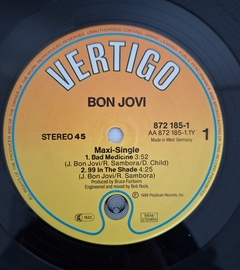 VERTIGO
BON JOVI
STEREO 45
872 185-1
AA 872 185-1.1Y
Made in West Germany
1
Maxi-Single
1. Bad Medicine 3:52
(J. Bon Jovi/R. Sambora/D. Child)
2. 99 In The Shade 4:25
(J. Bon Jovi/R. Sambora)
Produced by Bruce Fairbairn
Engineered and mixed by Bob Rock.
℗ 1988 PolyGram Records, Inc.